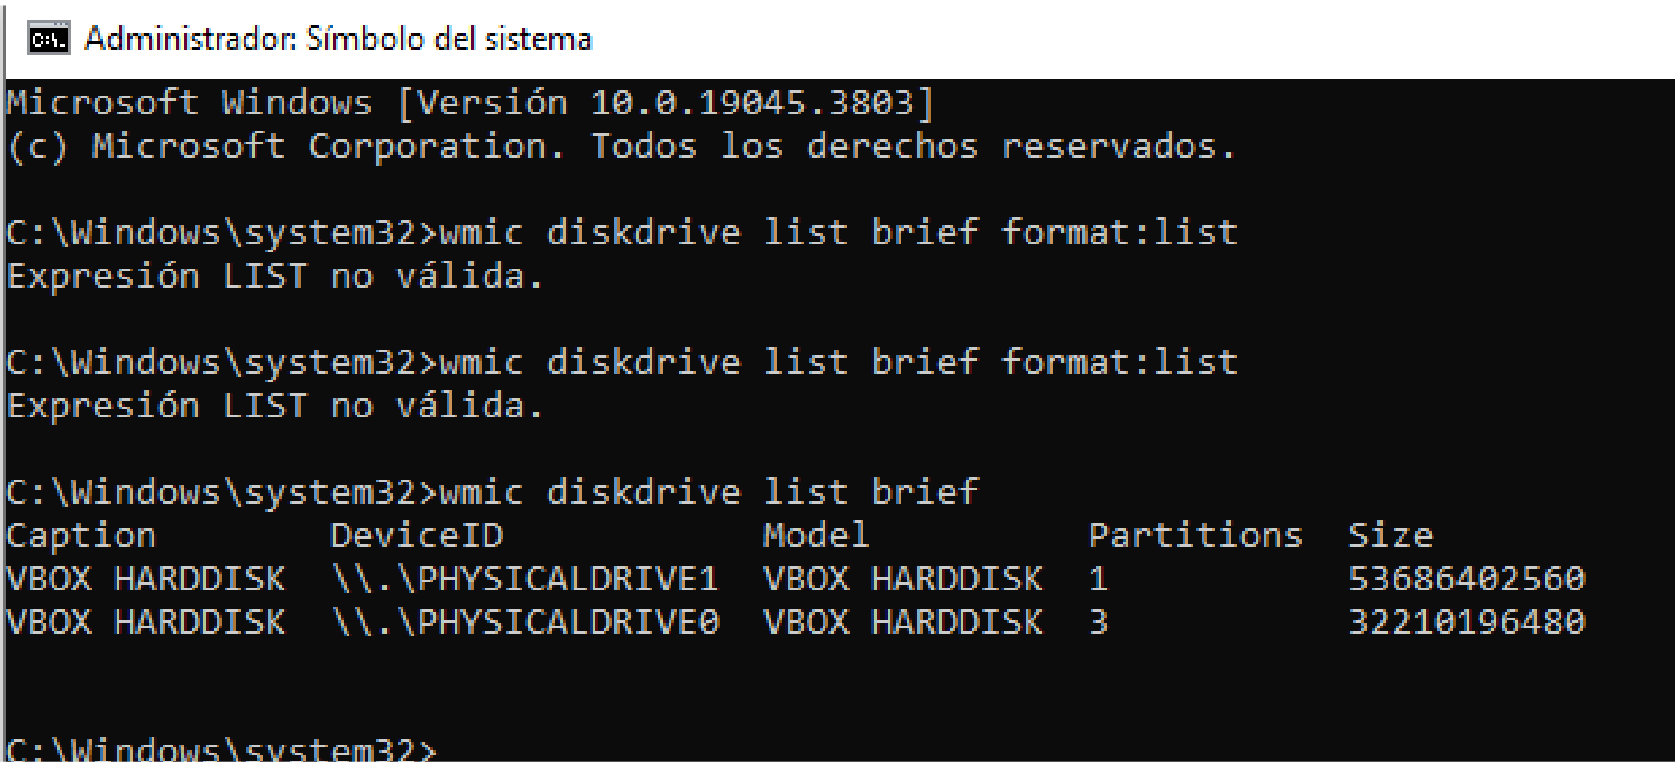 Administrador: Símbolo del sistema
Microsoft Windows [Versión 10.0.19045.3803]
(c) Microsoft Corporation. Todos los derechos reservados.
C:\Windows\system32>wmic diskdrive list brief format:list
Expresión LIST no válida.
C:\Windows\system32>wmic diskdrive list brief format:list
Expresión LIST no válida.
C:\Windows\system32>wmic diskdrive list brief
Caption        DeviceID            Model          Partitions  Size
VBOX HARDDISK  \\.\PHYSICALDRIVE1  VBOX HARDDISK  1           53686402560
VBOX HARDDISK  \\.\PHYSICALDRIVE0  VBOX HARDDISK  3           32210196480
C:\Windows\system32>